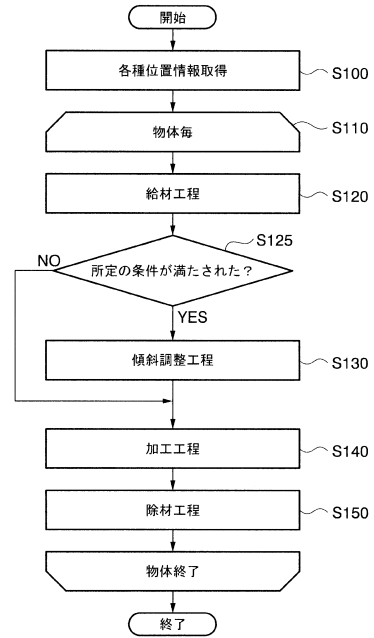 開始
各種位置情報取得
S100
物体毎
S110
給材工程
S120
所定の条件が満たされた？
S125
NO
YES
傾斜調整工程
S130
加工工程
S140
除材工程
S150
物体終了
終了